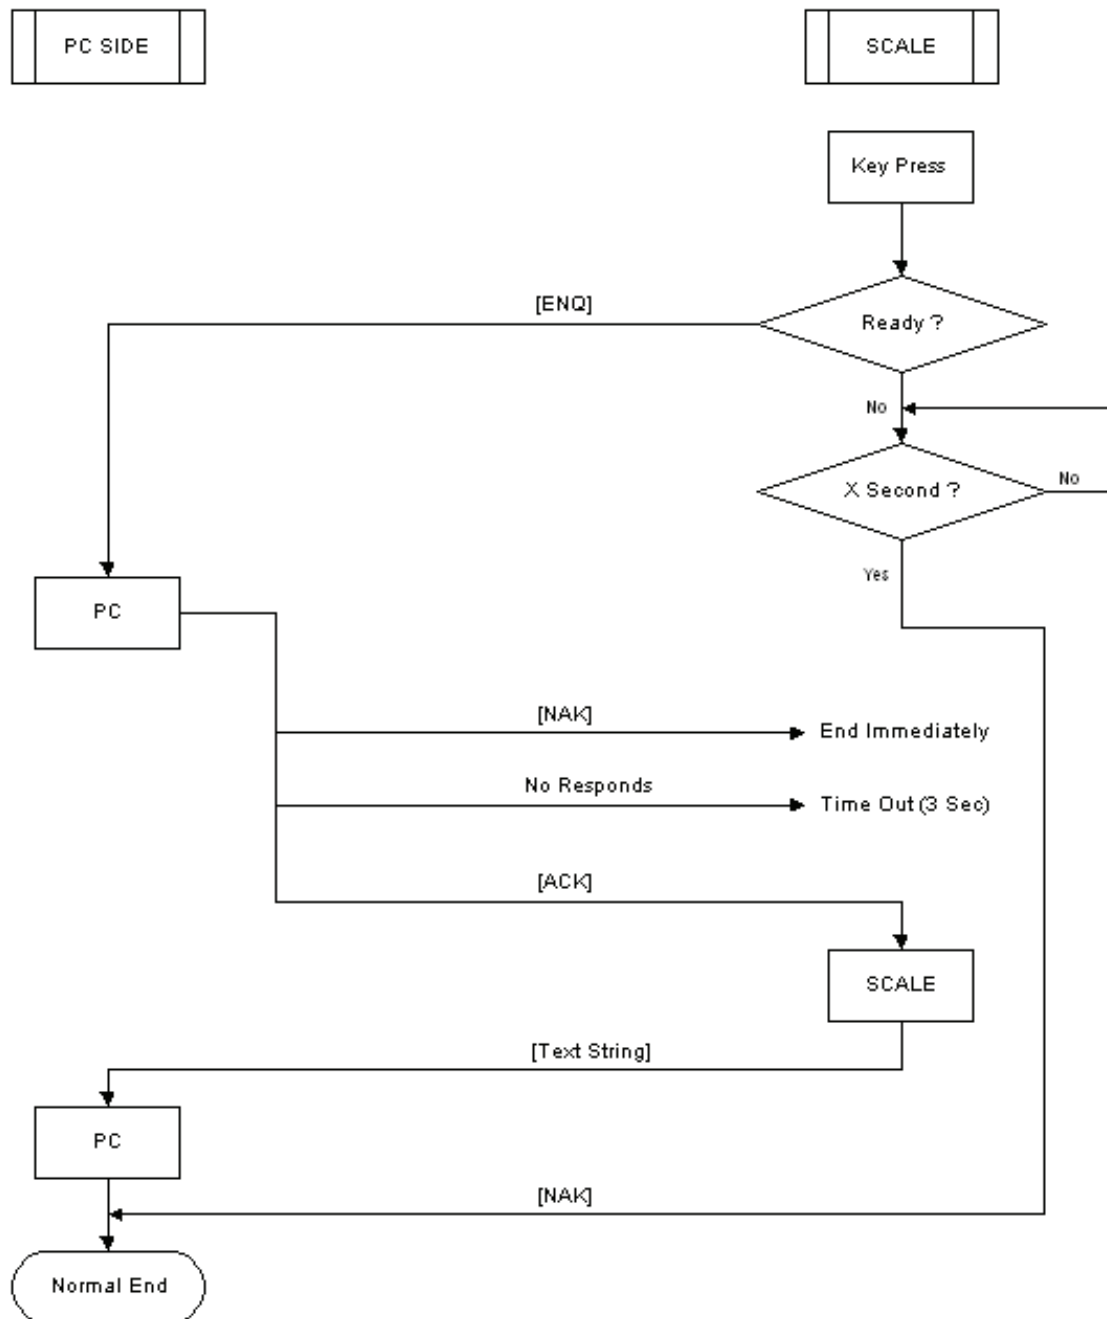 PC SIDE
SCALE
Key Press
[ENQ]
Ready ?
No
X Second ?
No
Yes
PC
[NAK]
End Immediately
No Responds
Time Out (3 Sec)
[ACK]
SCALE
[Text String]
PC
[NAK]
Normal End